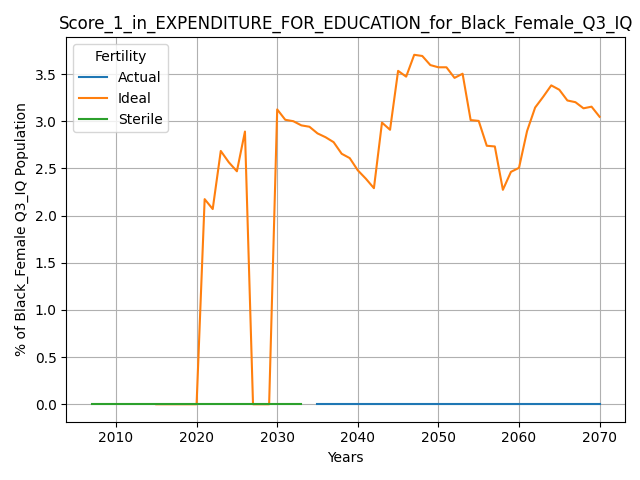 Score_1_in_EXPENDITURE_FOR_EDUCATION_for_Black_Female_Q3_IQ
Fertility
Actual
Ideal
Sterile
% of Black_Female Q3_IQ Population
3.5
3.0
2.5
2.0
1.5
1.0
0.5
0.0
2010 2020 2030 2040 2050 2060 2070
Years